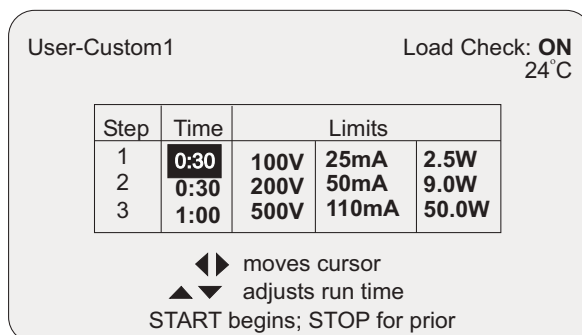 User-Custom1 Load Check: ON
24°C
Step Time Limits
1 0:30 100V 25mA 2.5W
2 0:30 200V 50mA 9.0W
3 1:00 500V 110mA 50.0W
◀▶ moves cursor
▲▼ adjusts run time
START begins; STOP for prior